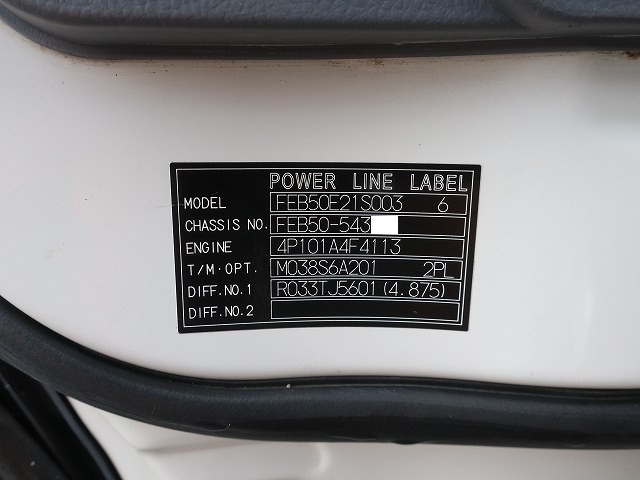 POWER LINE LABEL
MODEL FEB50E21S003 6
CHASSIS NO. FEB50-543
ENGINE 4P101A4F4113
T/M·OPT. M038S6A201 2PL
DIFF.NO.1 R033TJ5601(4.875)
DIFF.NO.2